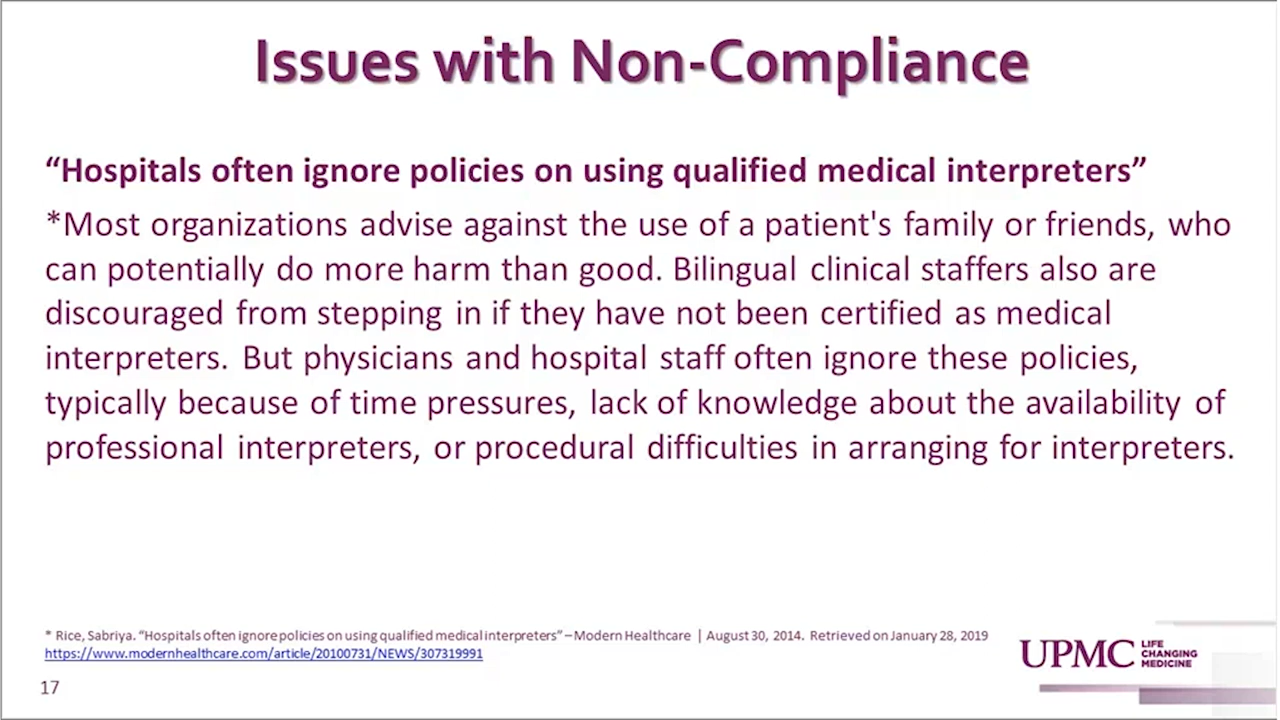 Issues with Non-Compliance
“Hospitals often ignore policies on using qualified medical interpreters”
*Most organizations advise against the use of a patient's family or friends, who
can potentially do more harm than good. Bilingual clinical staffers also are
discouraged from stepping in if they have not been certified as medical
interpreters. But physicians and hospital staff often ignore these policies,
typically because of time pressures, lack of knowledge about the availability of
professional interpreters, or procedural difficulties in arranging for interpreters.
* Rice, Sabriya. “Hospitals often ignore policies on using qualified medical interpreters” – Modern Healthcare | August 30, 2014. Retrieved on January 28, 2019
https://www.modernhealthcare.com/article/20100731/NEWS/307319991
UPMC LIFE
CHANGING
MEDICINE
17